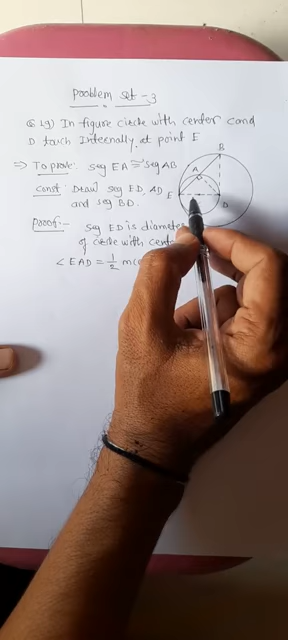 Problem set - 3
Q. 19) In figure circle with center c and
D touch Internally at point E
⇒ To prove: seg EA ≅ seg AB
const: Draw seg ED, AD
and seg BD.
B
A
E
D
Proof:- seg ED is diameter
of circle with cent
∠EAD = 1/2 m(